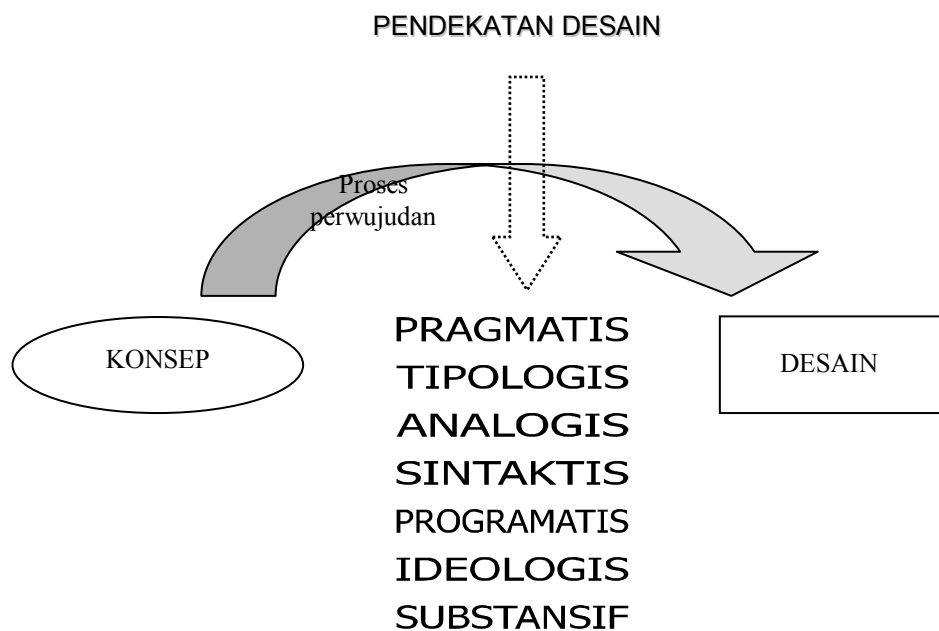 PENDEKATAN DESAIN
Proses
perwujudan
KONSEP
PRAGMATIS
TIPOLOGIS
ANALOGIS
SINTAKTIS
PROGRAMATIS
IDEOLOGIS
SUBSTANSIF
DESAIN